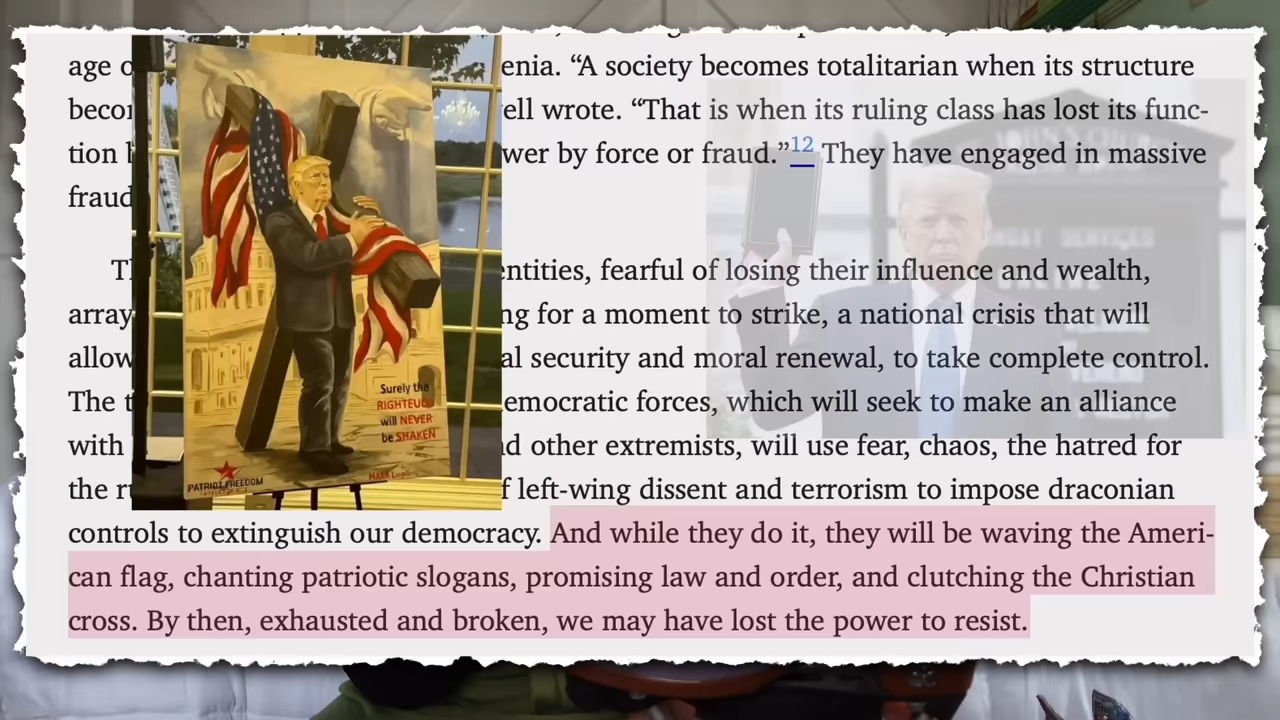 age o enia. “A society becomes totalitarian when its structure
becor ell wrote. “That is when its ruling class has lost its func-
tion wer by force or fraud.”12 They have engaged in massive
fraud
entities, fearful of losing their influence and wealth,
array ng for a moment to strike, a national crisis that will
allow al security and moral renewal, to take complete control.
The t emocratic forces, which will seek to make an alliance
with nd other extremists, will use fear, chaos, the hatred for
the ru f left-wing dissent and terrorism to impose draconian
controls to extinguish our democracy. And while they do it, they will be waving the Ameri-
can flag, chanting patriotic slogans, promising law and order, and clutching the Christian
cross. By then, exhausted and broken, we may have lost the power to resist.
Surely the
RIGHTEOUS
will NEVER
be SHAKEN
PATRIOT FREEDOM
PROJECT